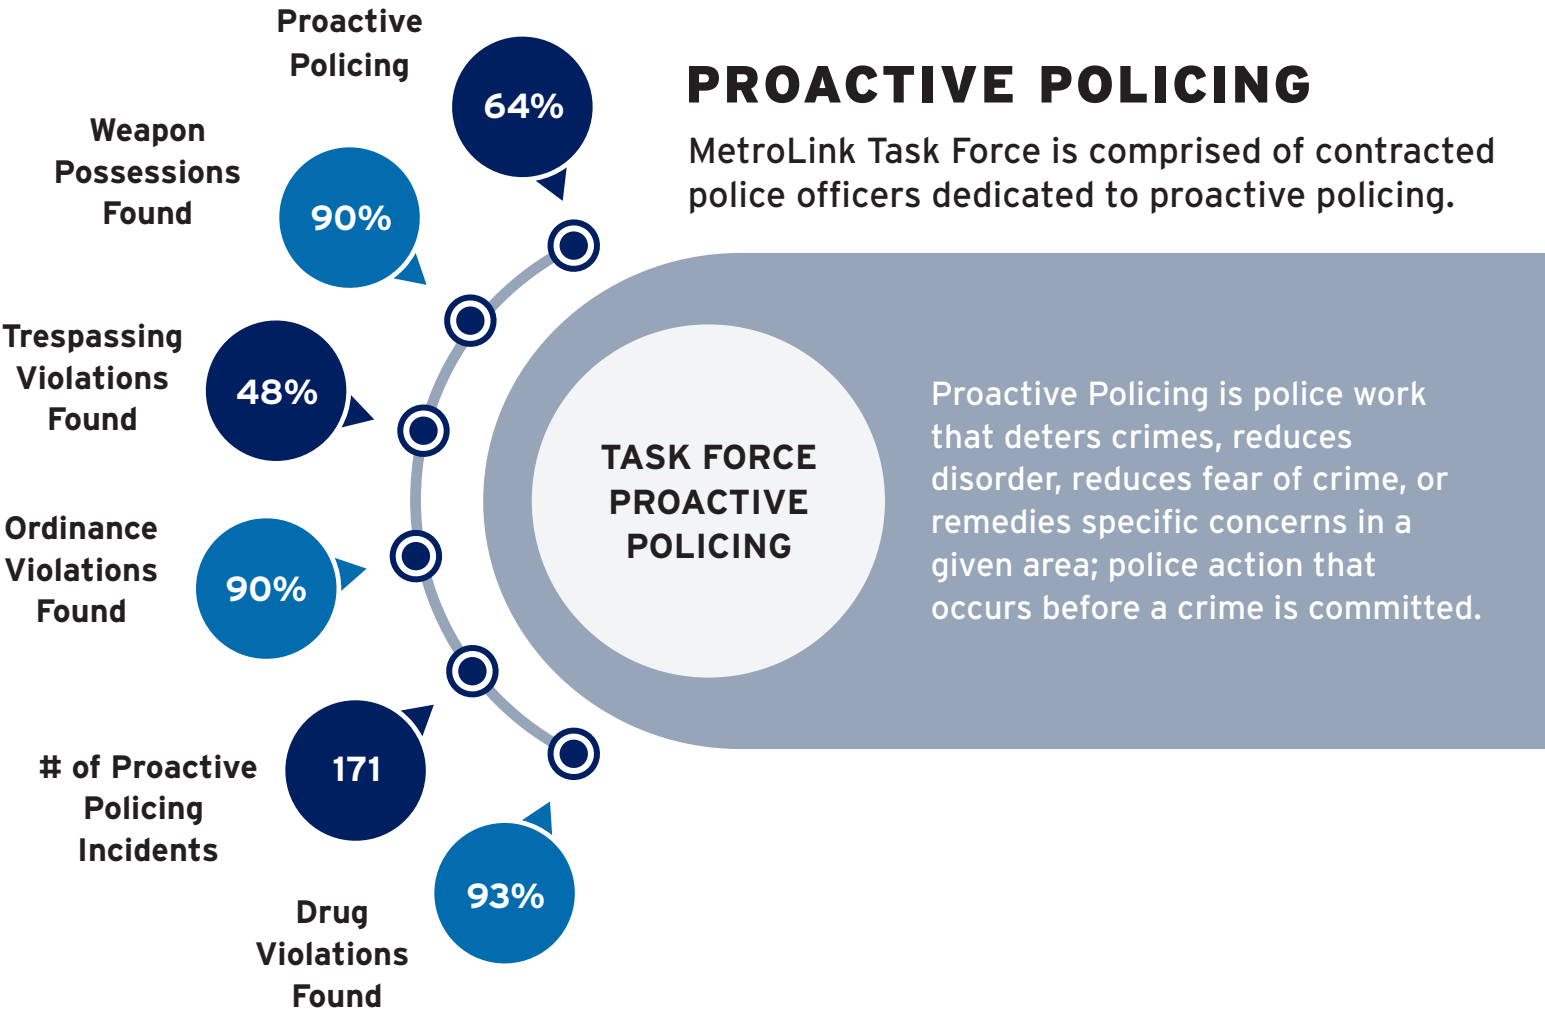 Proactive
Policing
64%
PROACTIVE POLICING
MetroLink Task Force is comprised of contracted
police officers dedicated to proactive policing.
Weapon
Possessions
Found
90%
Trespassing
Violations
Found
48%
Ordinance
Violations
Found
90%
# of Proactive
Policing
Incidents
171
Drug
Violations
Found
93%
TASK FORCE
PROACTIVE
POLICING
Proactive Policing is police work
that deters crimes, reduces
disorder, reduces fear of crime, or
remedies specific concerns in a
given area; police action that
occurs before a crime is committed.